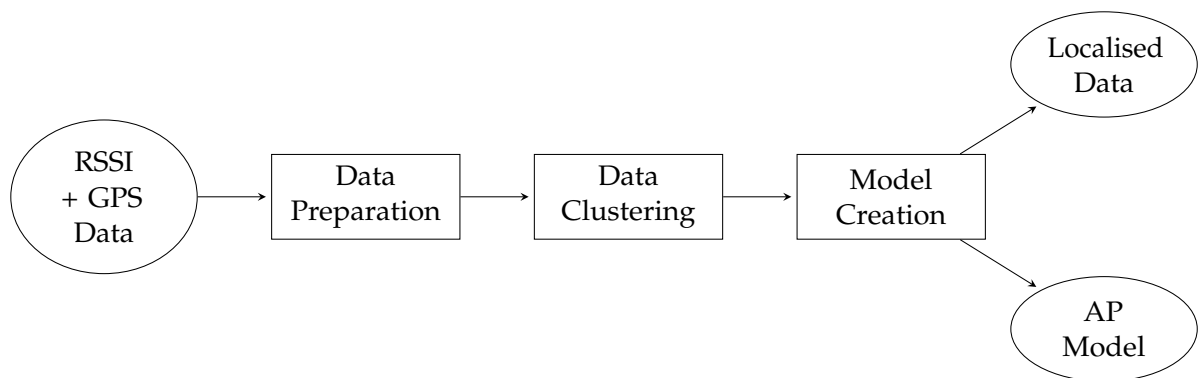 RSSI
+ GPS
Data
Data
Preparation
Data
Clustering
Model
Creation
Localised
Data
AP
Model